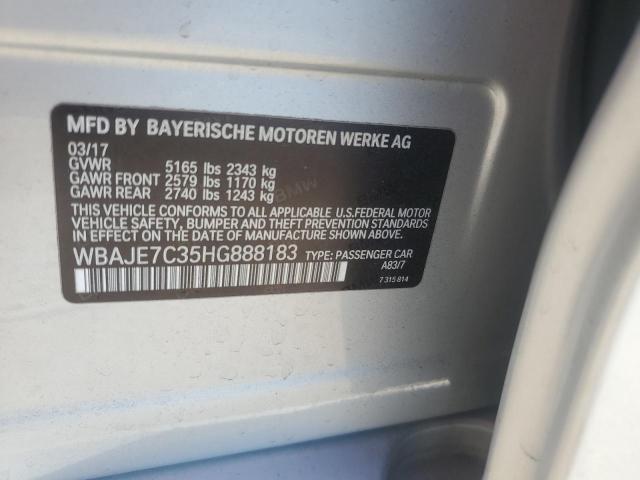 MFD BY BAYERISCHE MOTOREN WERKE AG
03/17
GVWR 5165 lbs 2343 kg
GAWR FRONT 2579 lbs 1170 kg
GAWR REAR 2740 lbs 1243 kg
THIS VEHICLE CONFORMS TO ALL APPLICABLE U.S.FEDERAL MOTOR
VEHICLE SAFETY, BUMPER, AND THEFT PREVENTION
STANDARDS IN EFFECT ON THE DATE OF MANUFACTURE SHOWN ABOVE.
WBAJE7C35HG888183 TYPE: PASSENGER CAR
A83/7
7 315 814